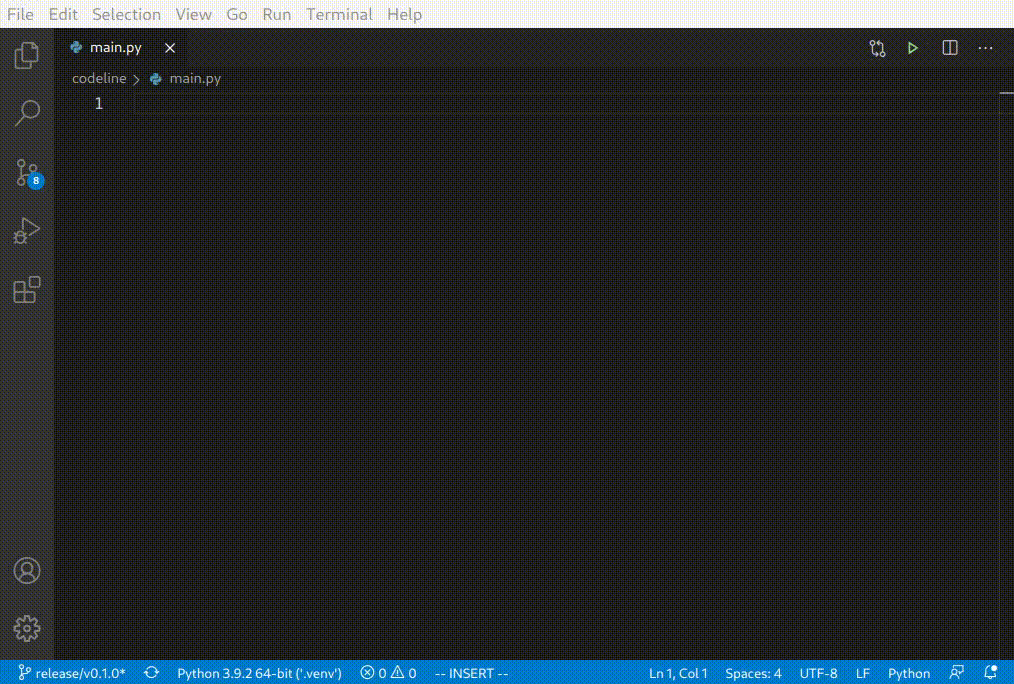 File Edit Selection View Go Run Terminal Help
main.py
codeline > main.py
1
8
release/v0.1.0* Python 3.9.2 64-bit ('.venv') 0 0 -- INSERT -- Ln 1, Col 1 Spaces: 4 UTF-8 LF Python